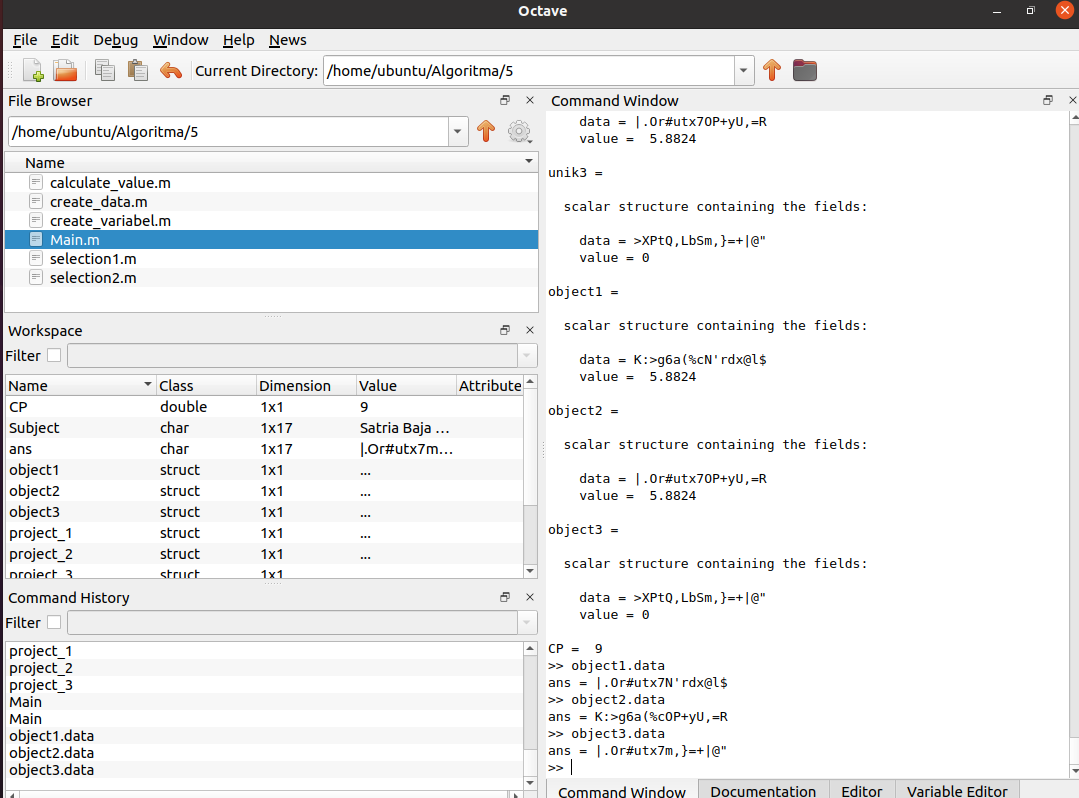 Octave
File Edit Debug Window Help News
Current Directory: /home/ubuntu/Algoritma/5
File Browser
/home/ubuntu/Algoritma/5
Name
calculate_value.m
create_data.m
create_variabel.m
Main.m
selection1.m
selection2.m
Workspace
Filter
Name Class Dimension Value Attribute
CP double 1x1 9
Subject char 1x17 Satria Baja ...
ans char 1x17 |.Or#utx7m...
object1 struct 1x1 ...
object2 struct 1x1 ...
object3 struct 1x1 ...
project_1 struct 1x1 ...
project_2 struct 1x1 ...
project_3 struct 1x1
Command History
Filter
project_1
project_2
project_3
Main
Main
object1.data
object2.data
object3.data
Command Window
data = |.Or#utx7OP+yU,=R
value =  5.8824
unik3 =
scalar structure containing the fields:
data = >XPtQ,LbSm,}=+|@"
value = 0
object1 =
scalar structure containing the fields:
data = K:>g6a(%cN'rdx@l$
value =  5.8824
object2 =
scalar structure containing the fields:
data = |.Or#utx7OP+yU,=R
value =  5.8824
object3 =
scalar structure containing the fields:
data = >XPtQ,LbSm,}=+|@"
value = 0
CP =  9
>> object1.data
ans = |.Or#utx7N'rdx@l$
>> object2.data
ans = K:>g6a(%cOP+yU,=R
>> object3.data
ans = |.Or#utx7m,}=+|@"
>>
Command Window Documentation Editor Variable Editor